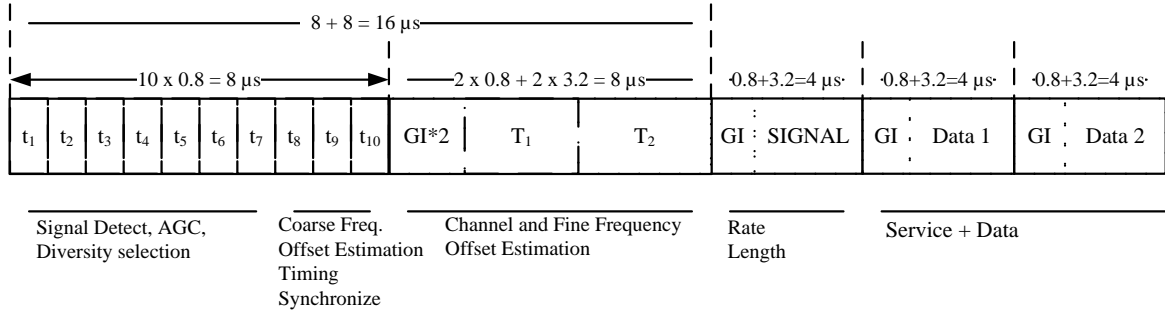 8 + 8 = 16 µs
10 x 0.8 = 8 µs
2 x 0.8 + 2 x 3.2 = 8 µs
0.8+3.2=4 µs
0.8+3.2=4 µs
0.8+3.2=4 µs
t1 t2 t3 t4 t5 t6 t7 t8 t9 t10 GI*2 T1 T2 GI SIGNAL GI Data 1 GI Data 2
Signal Detect, AGC,
Diversity selection
Coarse Freq.
Offset Estimation
Timing
Synchronize
Channel and Fine Frequency
Offset Estimation
Rate
Length
Service + Data